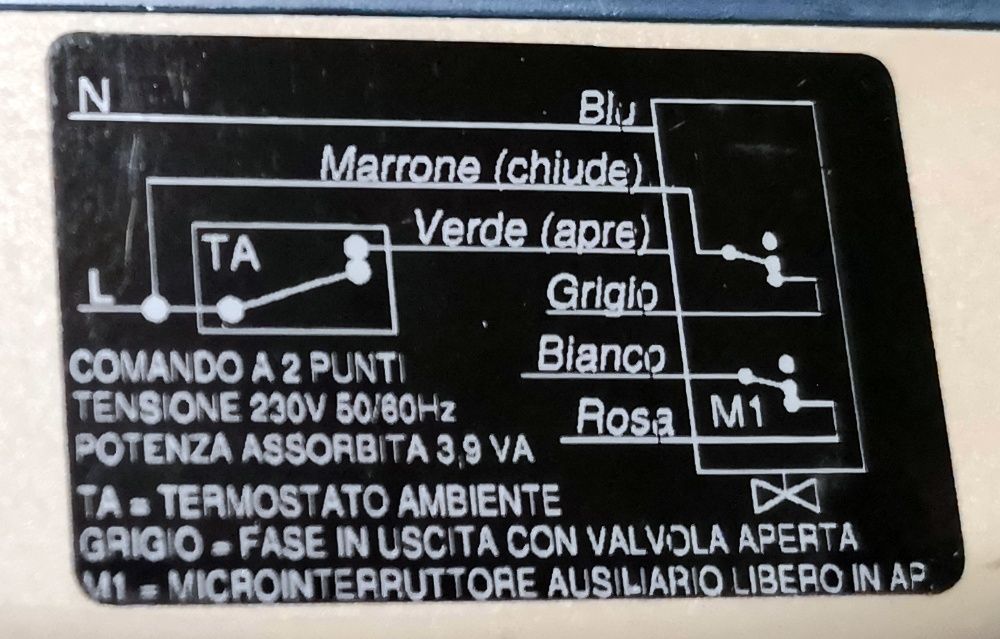 N
Blu
Marrone (chiude)
TA
Verde (apre)
L
Grigio
Bianco
Rosa
M1
COMANDO A 2 PUNTI
TENSIONE 230V 50/60Hz
POTENZA ASSORBITA 3,9 VA
TA = TERMOSTATO AMBIENTE
GRIGIO = FASE IN USCITA CON VALVOLA APERTA
M1 = MICROINTERRUTTORE AUSILIARIO LIBERO IN AP.